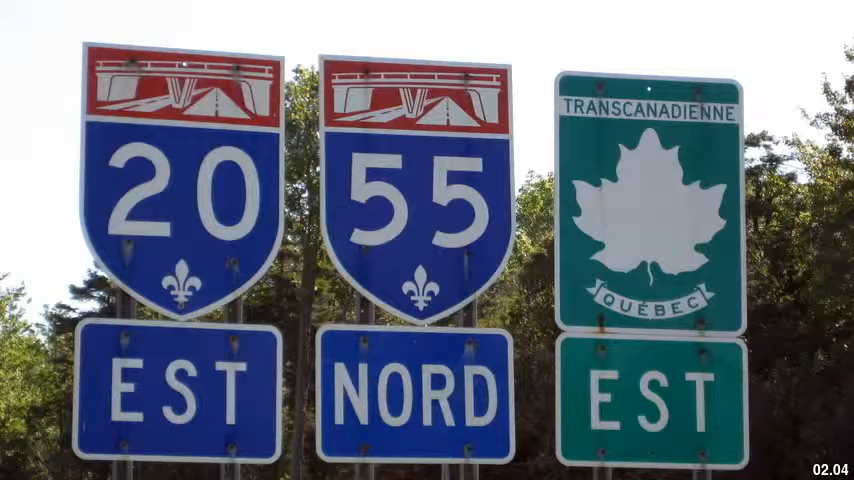 20
EST
55
NORD
TRANSCANADIENNE
QUÉBEC
EST
02.04